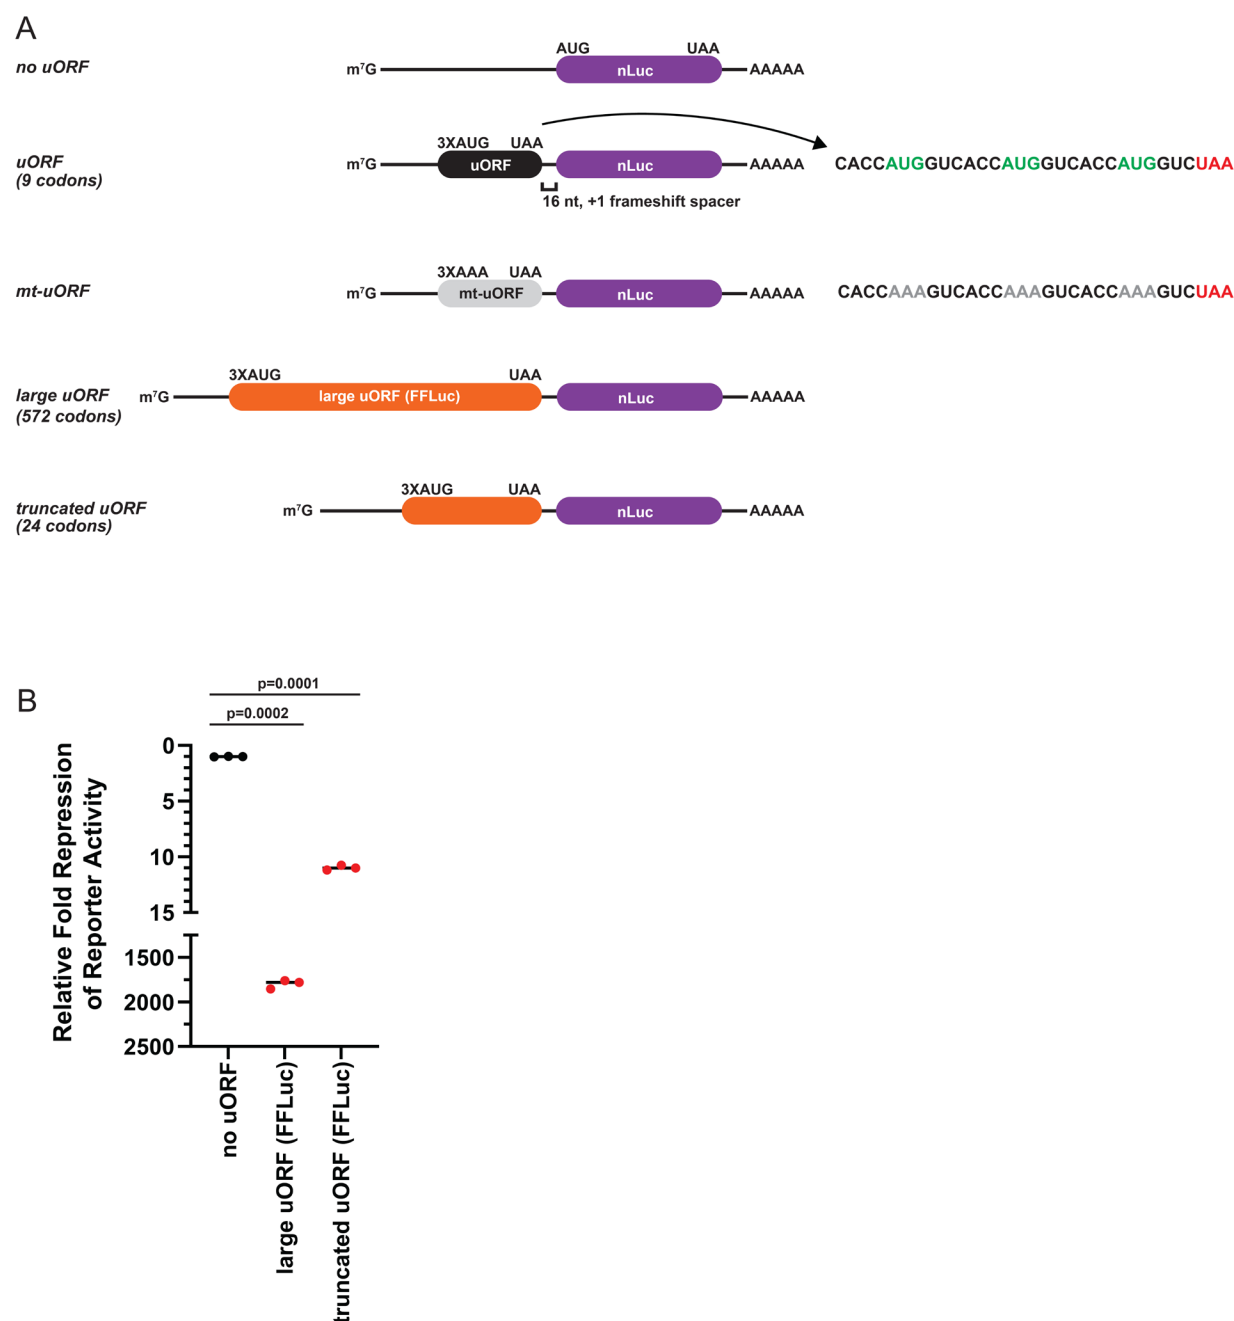 A
no uORF
m⁷G
AUG
UAA
nLuc
AAAAA
uORF
(9 codons)
m⁷G
3XAUG
UAA
uORF
nLuc
AAAAA
16 nt, +1 frameshift spacer
CACCAUGGUCACCAUGGUCACCAUGGUCUAA
mt-uORF
m⁷G
3XAAA
UAA
mt-uORF
nLuc
AAAAA
CACCAAAGUCACCAAAGUCACCAAAGUCUAA
large uORF
(572 codons)
m⁷G
3XAUG
UAA
large uORF (FFLuc)
nLuc
AAAAA
truncated uORF
(24 codons)
m⁷G
3XAUG
UAA
nLuc
AAAAA
B
p=0.0001
p=0.0002
Relative Fold Repression
of Reporter Activity
0
5
10
15
1500
2000
2500
no uORF
large uORF (FFLuc)
truncated uORF (FFLuc)